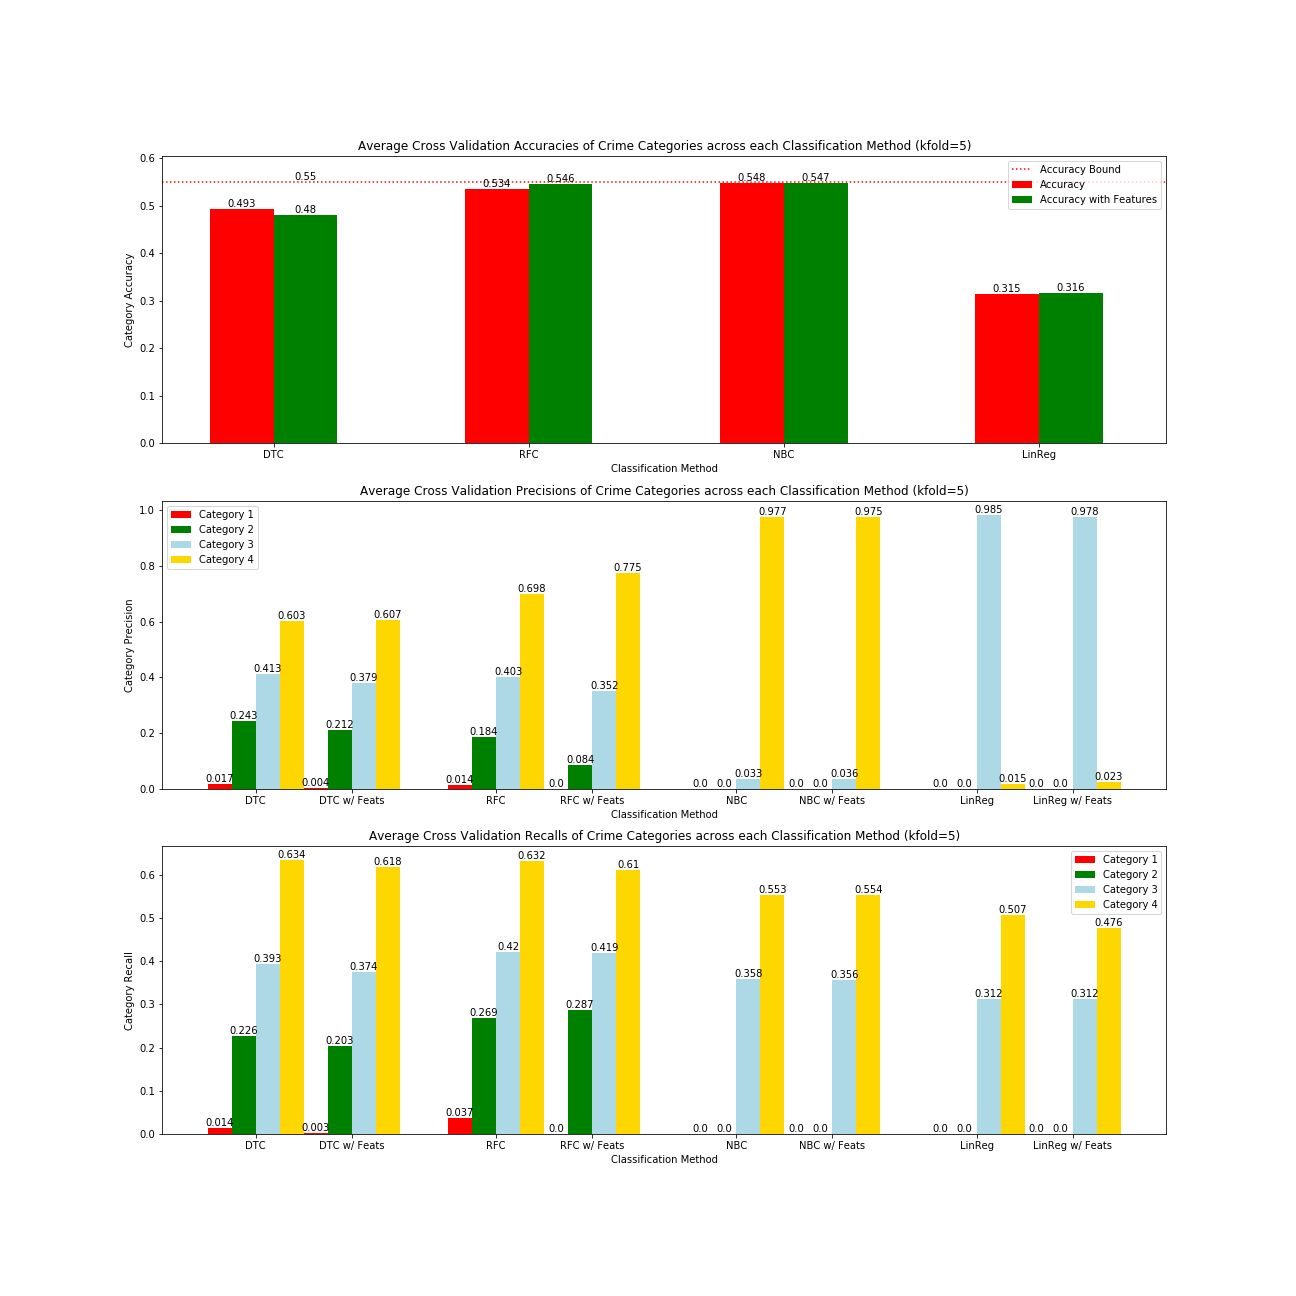 Average Cross Validation Accuracies of Crime Categories across each Classification Method (kfold=5)
Category Accuracy
0.6
0.5
0.4
0.3
0.2
0.1
0.0
0.55
0.493
0.48
0.534
0.546
0.548
0.547
0.315
0.316
Accuracy Bound
Accuracy
Accuracy with Features
DTC
RFC
NBC
LinReg
Classification Method
Average Cross Validation Precisions of Crime Categories across each Classification Method (kfold=5)
Category Precision
1.0
0.8
0.6
0.4
0.2
0.0
Category 1
Category 2
Category 3
Category 4
0.017
0.243
0.413
0.603
0.004
0.212
0.379
0.607
0.014
0.184
0.403
0.698
0.0
0.084
0.352
0.775
0.0
0.0
0.033
0.977
0.0
0.0
0.036
0.975
0.0
0.0
0.985
0.015
0.0
0.0
0.978
0.023
DTC
DTC w/ Feats
RFC
RFC w/ Feats
NBC
NBC w/ Feats
LinReg
LinReg w/ Feats
Classification Method
Average Cross Validation Recalls of Crime Categories across each Classification Method (kfold=5)
Category Recall
0.6
0.5
0.4
0.3
0.2
0.1
0.0
0.014
0.226
0.393
0.634
0.003
0.203
0.374
0.618
0.037
0.269
0.42
0.632
0.0
0.287
0.419
0.61
0.0
0.0
0.358
0.553
0.0
0.0
0.356
0.554
0.0
0.0
0.312
0.507
0.0
0.0
0.312
0.476
Category 1
Category 2
Category 3
Category 4
DTC
DTC w/ Feats
RFC
RFC w/ Feats
NBC
NBC w/ Feats
LinReg
LinReg w/ Feats
Classification Method